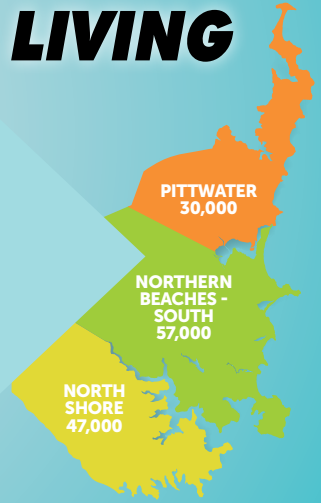 LIVING
PITTWATER
30,000
NORTHERN
BEACHES -
SOUTH
57,000
NORTH
SHORE
47,000